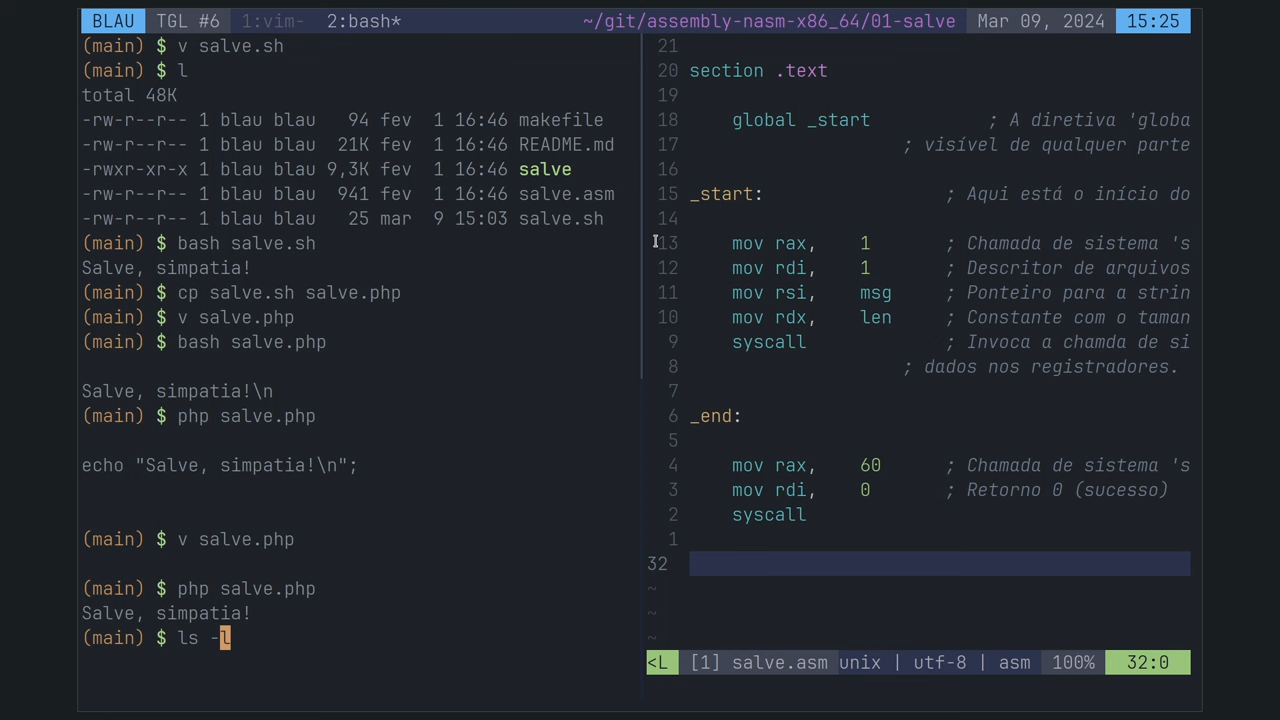 BLAU TGL #6 1:vim- 2:bash* ~/git/assembly-nasm-x86_64/01-salve Mar 09, 2024 15:25
(main) $ v salve.sh
(main) $ l
total 48K
-rw-r--r-- 1 blau blau   94 fev  1 16:46 makefile
-rw-r--r-- 1 blau blau  21K fev  1 16:46 README.md
-rwxr-xr-x 1 blau blau 9,3K fev  1 16:46 salve
-rw-r--r-- 1 blau blau  941 fev  1 16:46 salve.asm
-rw-r--r-- 1 blau blau   25 mar  9 15:03 salve.sh
(main) $ bash salve.sh
Salve, simpatia!
(main) $ cp salve.sh salve.php
(main) $ v salve.php
(main) $ bash salve.php
Salve, simpatia!\n
(main) $ php salve.php
echo "Salve, simpatia!\n";
(main) $ v salve.php
(main) $ php salve.php
Salve, simpatia!
(main) $ ls -l
21
20 section .text
19
18     global _start           ; A diretiva 'globa
17                     ; visível de qualquer parte
16
15 _start:                 ; Aqui está o início do
14
13     mov rax,    1       ; Chamada de sistema 's
12     mov rdi,    1       ; Descritor de arquivos
11     mov rsi,    msg     ; Ponteiro para a strin
10     mov rdx,    len     ; Constante com o taman
9     syscall             ; Invoca a chamda de si
8                     ; dados nos registradores.
7
6 _end:
5
4     mov rax,    60      ; Chamada de sistema 's
3     mov rdi,    0       ; Retorno 0 (sucesso)
2     syscall
1
32
~
~
~
<L [1] salve.asm unix | utf-8 | asm 100% 32:0